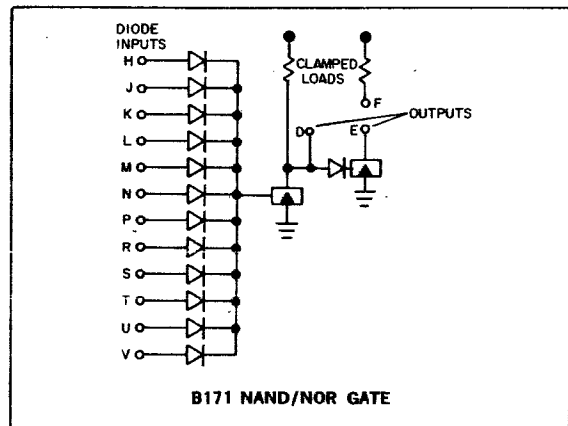 DIODE
INPUTS
H
J
K
L
M
N
P
R
S
T
U
V
CLAMPED
LOADS
F
D
E
OUTPUTS
B171 NAND/NOR GATE